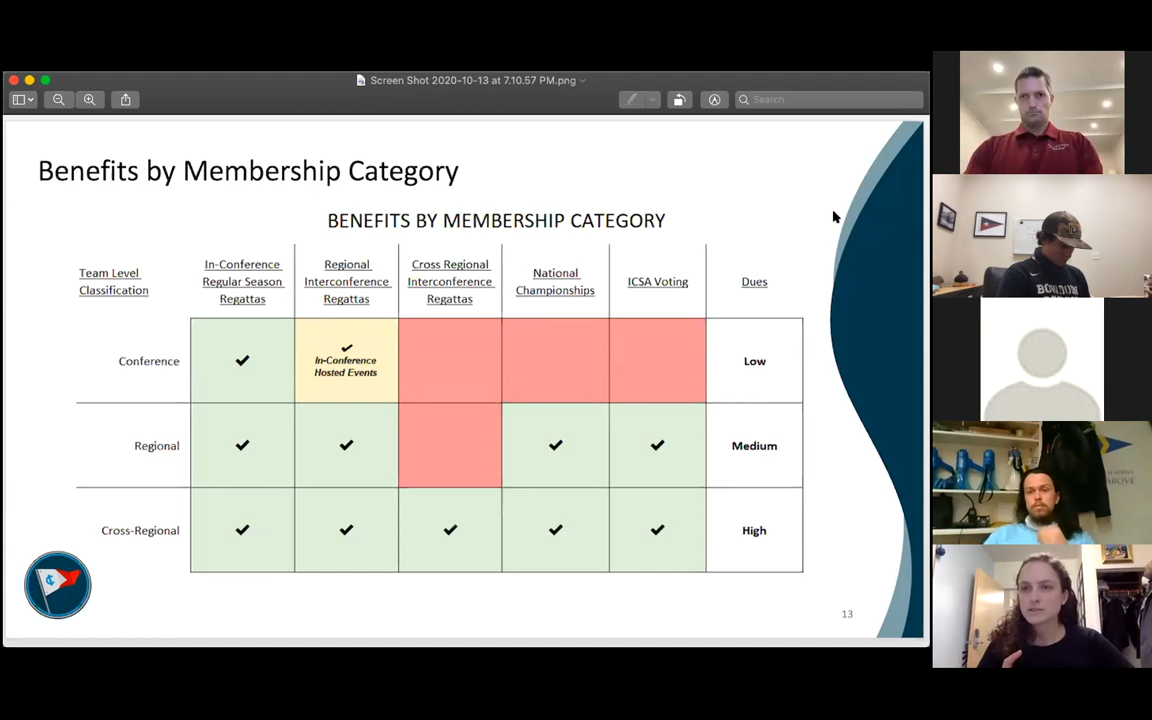 Screen Shot 2020-10-13 at 7.10.57 PM.png
Search
Benefits by Membership Category
BENEFITS BY MEMBERSHIP CATEGORY
Team Level
Classification
In-Conference
Regular Season
Regattas
Regional
Interconference
Regattas
Cross Regional
Interconference
Regattas
National
Championships
ICSA Voting
Dues
Conference
✔
✔
In-Conference
Hosted Events
Low
Regional
✔ ✔ ✔ ✔
Medium
Cross-Regional
✔ ✔ ✔ ✔ ✔
High
13